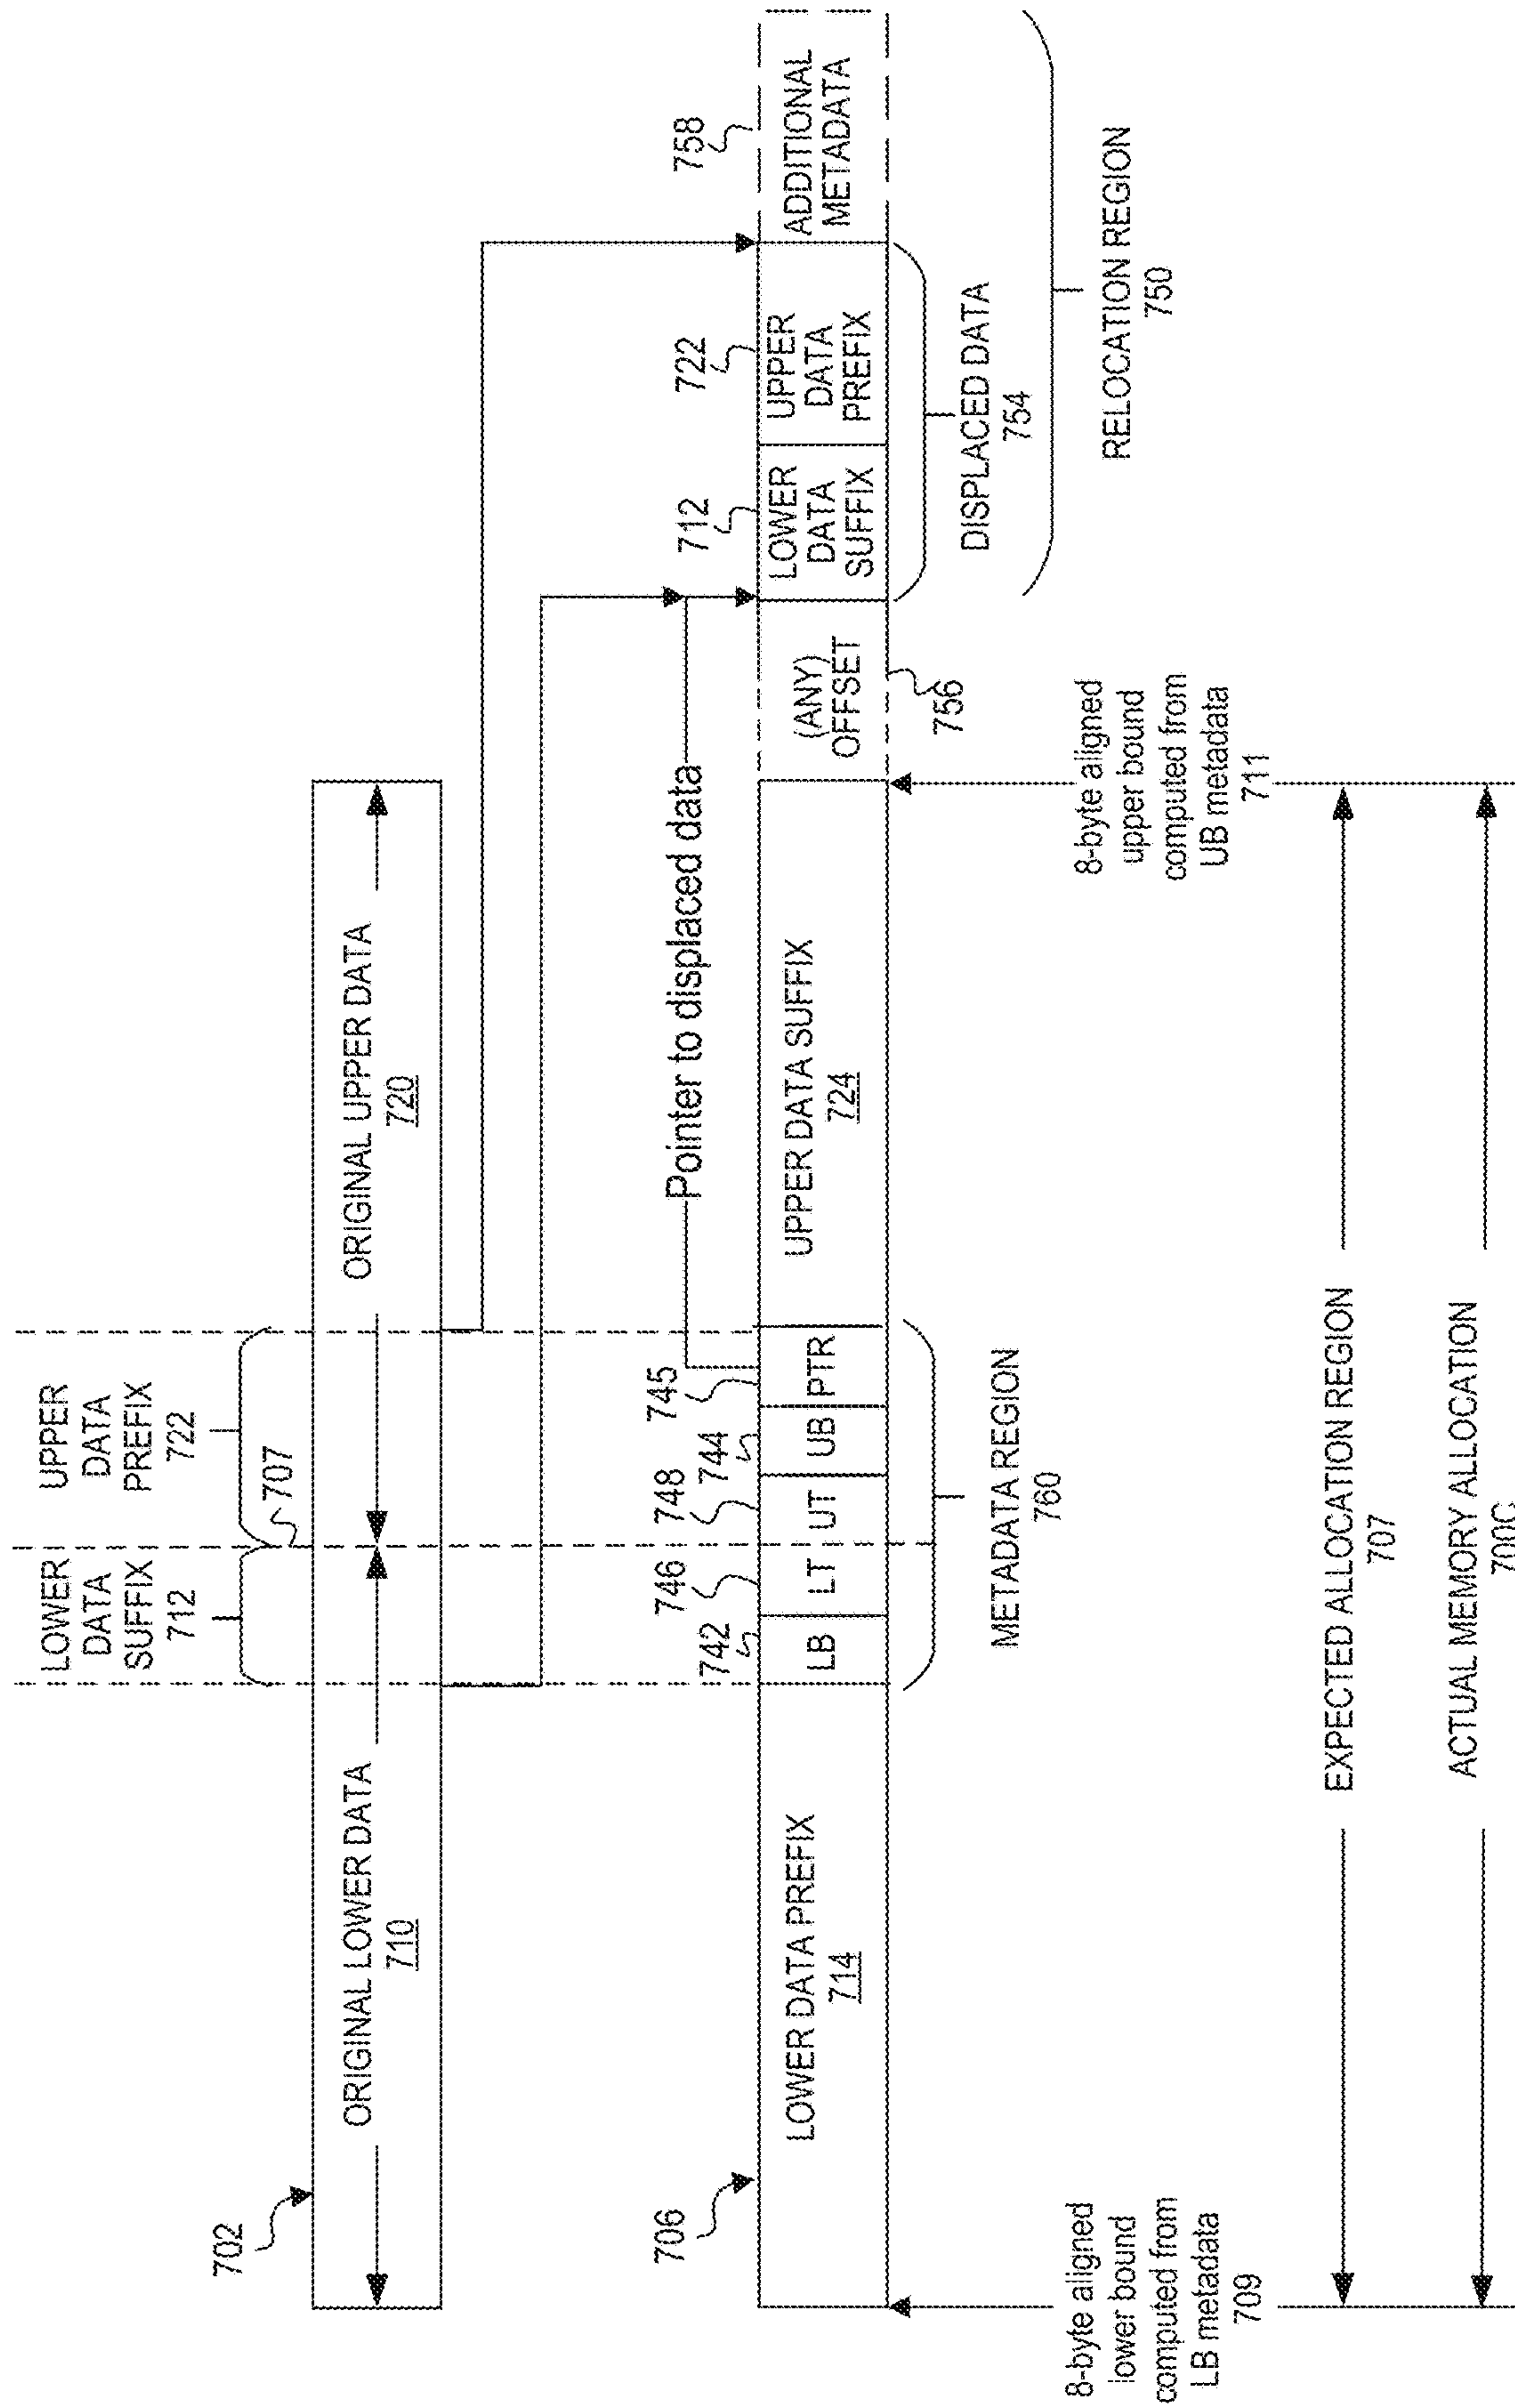 LOWER
DATA
SUFFIX
712
UPPER
DATA
PREFIX
722
707
702
ORIGINAL LOWER DATA
710
ORIGINAL UPPER DATA
720
Pointer to displaced data
706
742
746
748
744
745
712
722
758
LOWER DATA PREFIX
714
LB
LT
UT
UB
PTR
UPPER DATA SUFFIX
724
(ANY)
OFFSET
756
LOWER
DATA
SUFFIX
UPPER
DATA
PREFIX
ADDITIONAL
METADATA
METADATA REGION
760
DISPLACED DATA
754
RELOCATION REGION
750
8-byte aligned
lower bound
computed from
LB metadata
709
8-byte aligned
upper bound
computed from
UB metadata
711
EXPECTED ALLOCATION REGION
707
ACTUAL MEMORY ALLOCATION
700C